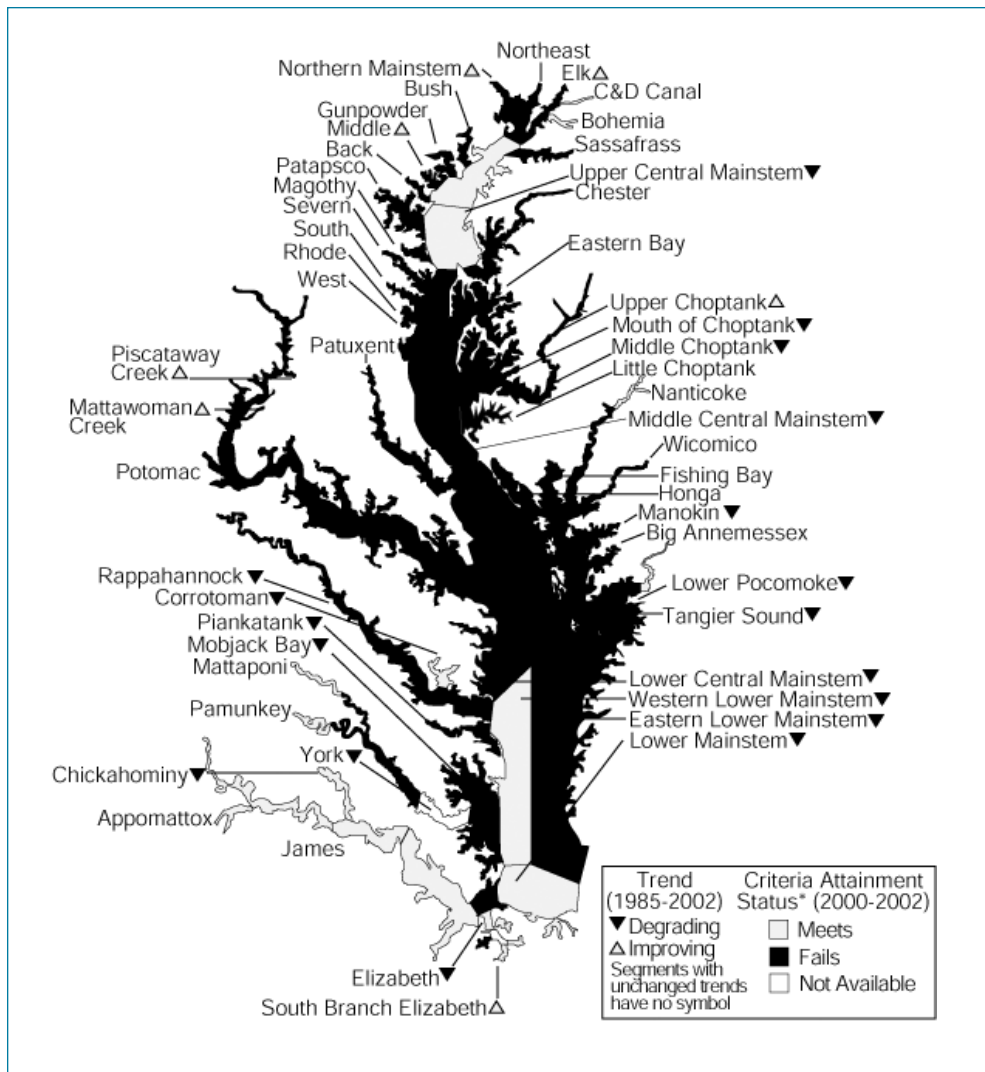 Northeast
Northern Mainstem△
Elk△
Bush
C&D Canal
Gunpowder
Bohemia
Middle △
Sassafrass
Back
Patapsco
Upper Central Mainstem▼
Magothy
Chester
Severn
South
Eastern Bay
Rhode
West
Upper Choptank△
Mouth of Choptank▼
Patuxent
Middle Choptank▼
Piscataway
Creek △
Little Choptank
Nanticoke
Mattawoman △
Creek
Middle Central Mainstem▼
Wicomico
Potomac
Fishing Bay
Honga
Manokin ▼
Big Annemessex
Rappahannock▼
Lower Pocomoke▼
Corrotoman▼
Piankatank▼
Tangier Sound▼
Mobjack Bay▼
Mattaponi
Lower Central Mainstem▼
Western Lower Mainstem▼
Pamunkey
Eastern Lower Mainstem▼
York▼
Lower Mainstem▼
Chickahominy▼
Appomattox
James
Elizabeth▼
South Branch Elizabeth△
Trend
(1985-2002)
▼Degrading
△Improving
Segments with
unchanged trends
have no symbol
Criteria Attainment
Status* (2000-2002)
Meets
Fails
Not Available